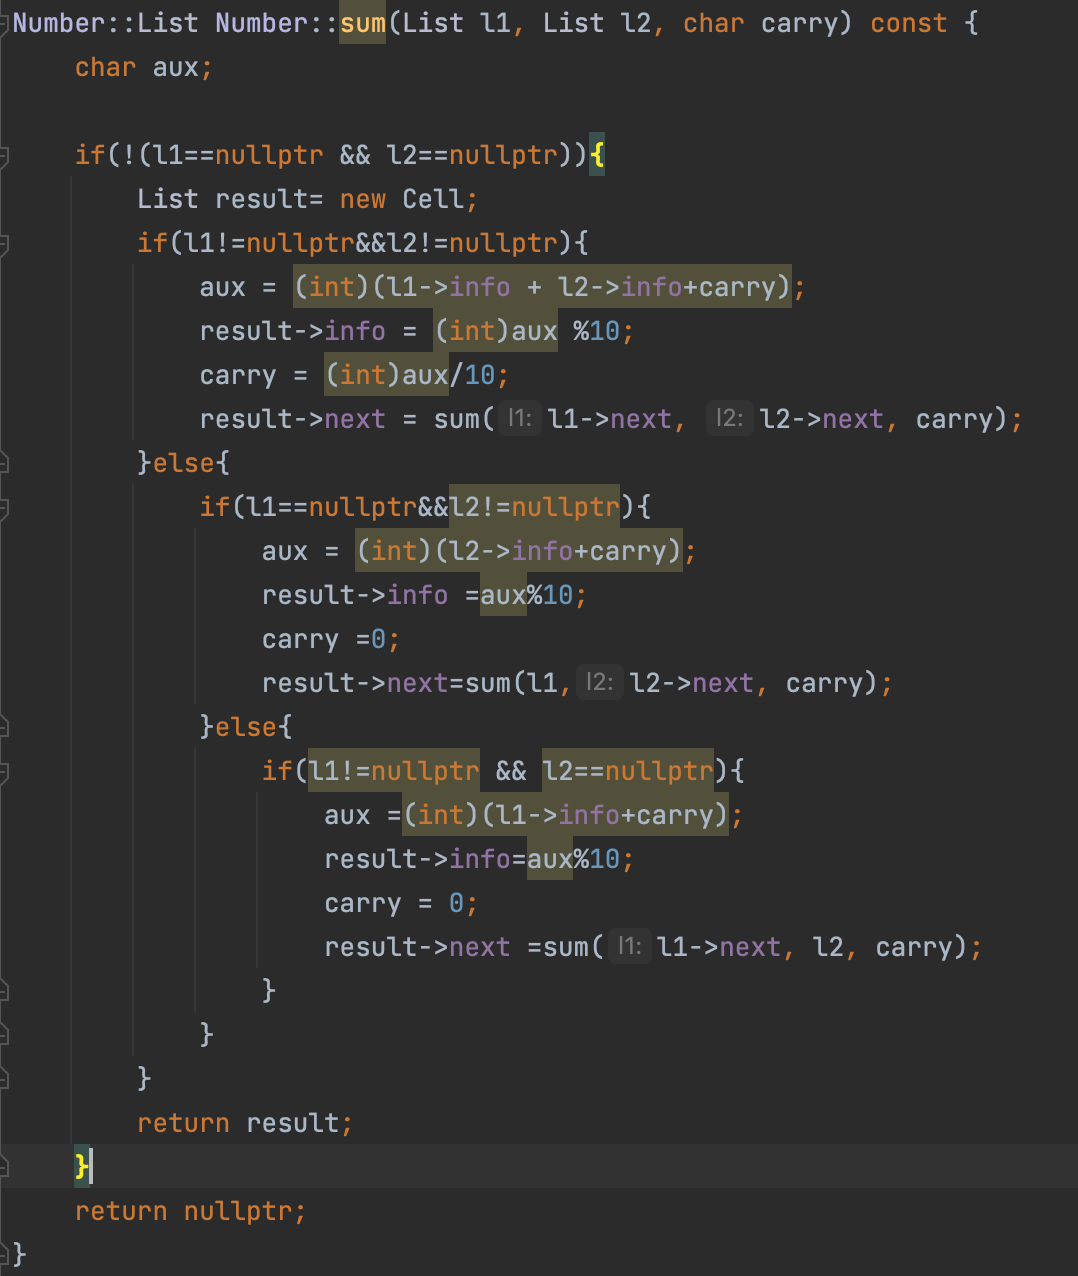 Number::List Number::sum(List l1, List l2, char carry) const {
    char aux;

    if(!(l1==nullptr && l2==nullptr)){
        List result= new Cell;
        if(l1!=nullptr&&l2!=nullptr){
            aux = (int)(l1->info + l2->info+carry);
            result->info = (int)aux %10;
            carry = (int)aux/10;
            result->next = sum( l1: l1->next, l2: l2->next, carry);
        }else{
            if(l1==nullptr&&l2!=nullptr){
                aux = (int)(l2->info+carry);
                result->info =aux%10;
                carry =0;
                result->next=sum(l1, l2: l2->next, carry);
            }else{
                if(l1!=nullptr && l2==nullptr){
                    aux =(int)(l1->info+carry);
                    result->info=aux%10;
                    carry = 0;
                    result->next =sum( l1: l1->next, l2, carry);
                }
            }
        }
        return result;
    }
    return nullptr;
}